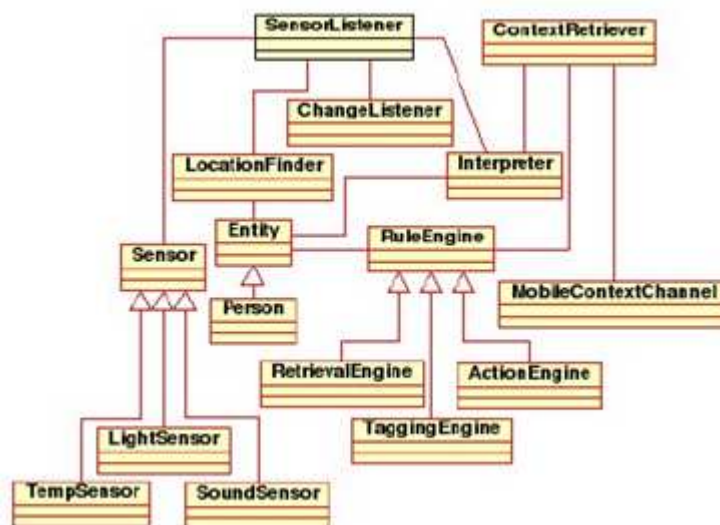 SensorListener
ContextRetriever
ChangeListener
LocationFinder
Interpreter
Entity
RuleEngine
Sensor
MobileContextChannel
Person
RetrievalEngine
ActionEngine
TaggingEngine
LightSensor
TempSensor
SoundSensor